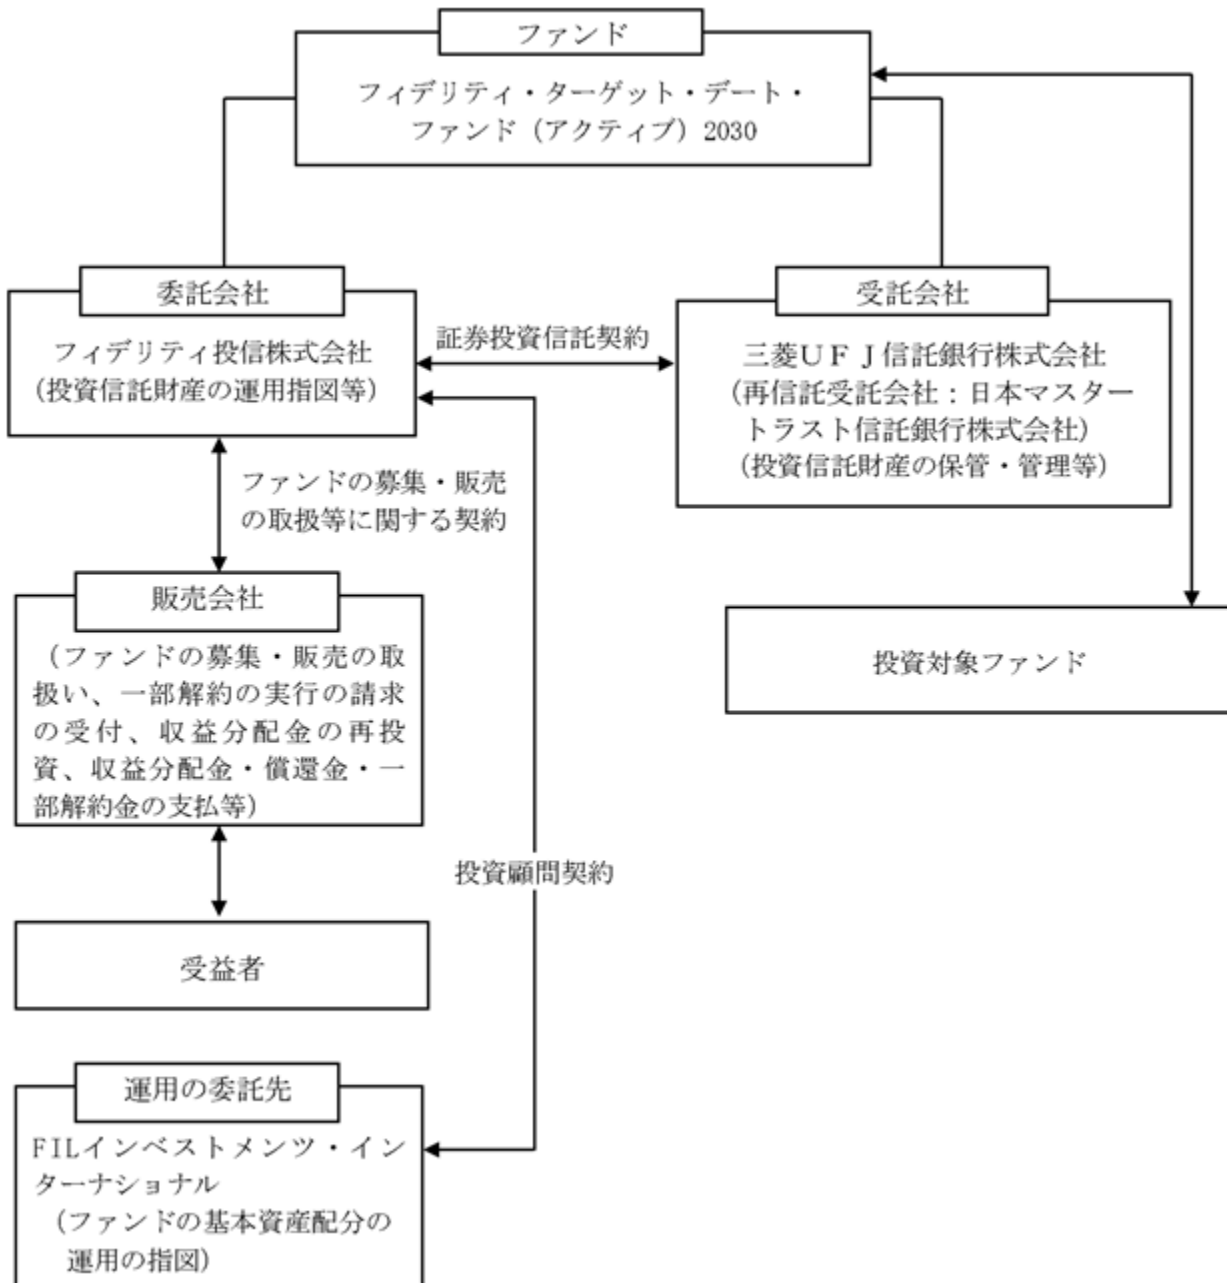 ファンド
フィデリティ・ターゲット・デート・
ファンド（アクティブ）2030
委託会社
フィデリティ投信株式会社
（投資信託財産の運用指図等）
証券投資信託契約
受託会社
三菱ＵＦＪ信託銀行株式会社
（再信託受託会社：日本マスター
トラスト信託銀行株式会社）
（投資信託財産の保管・管理等）
ファンドの募集・販売
の取扱等に関する契約
販売会社
（ファンドの募集・販売の取
扱い、一部解約の実行の請求
の受付、収益分配金の再投
資、収益分配金・償還金・一
部解約金の支払等）
投資対象ファンド
投資顧問契約
受益者
運用の委託先
FILインベストメンツ・イン
ターナショナル
（ファンドの基本資産配分の
運用の指図）